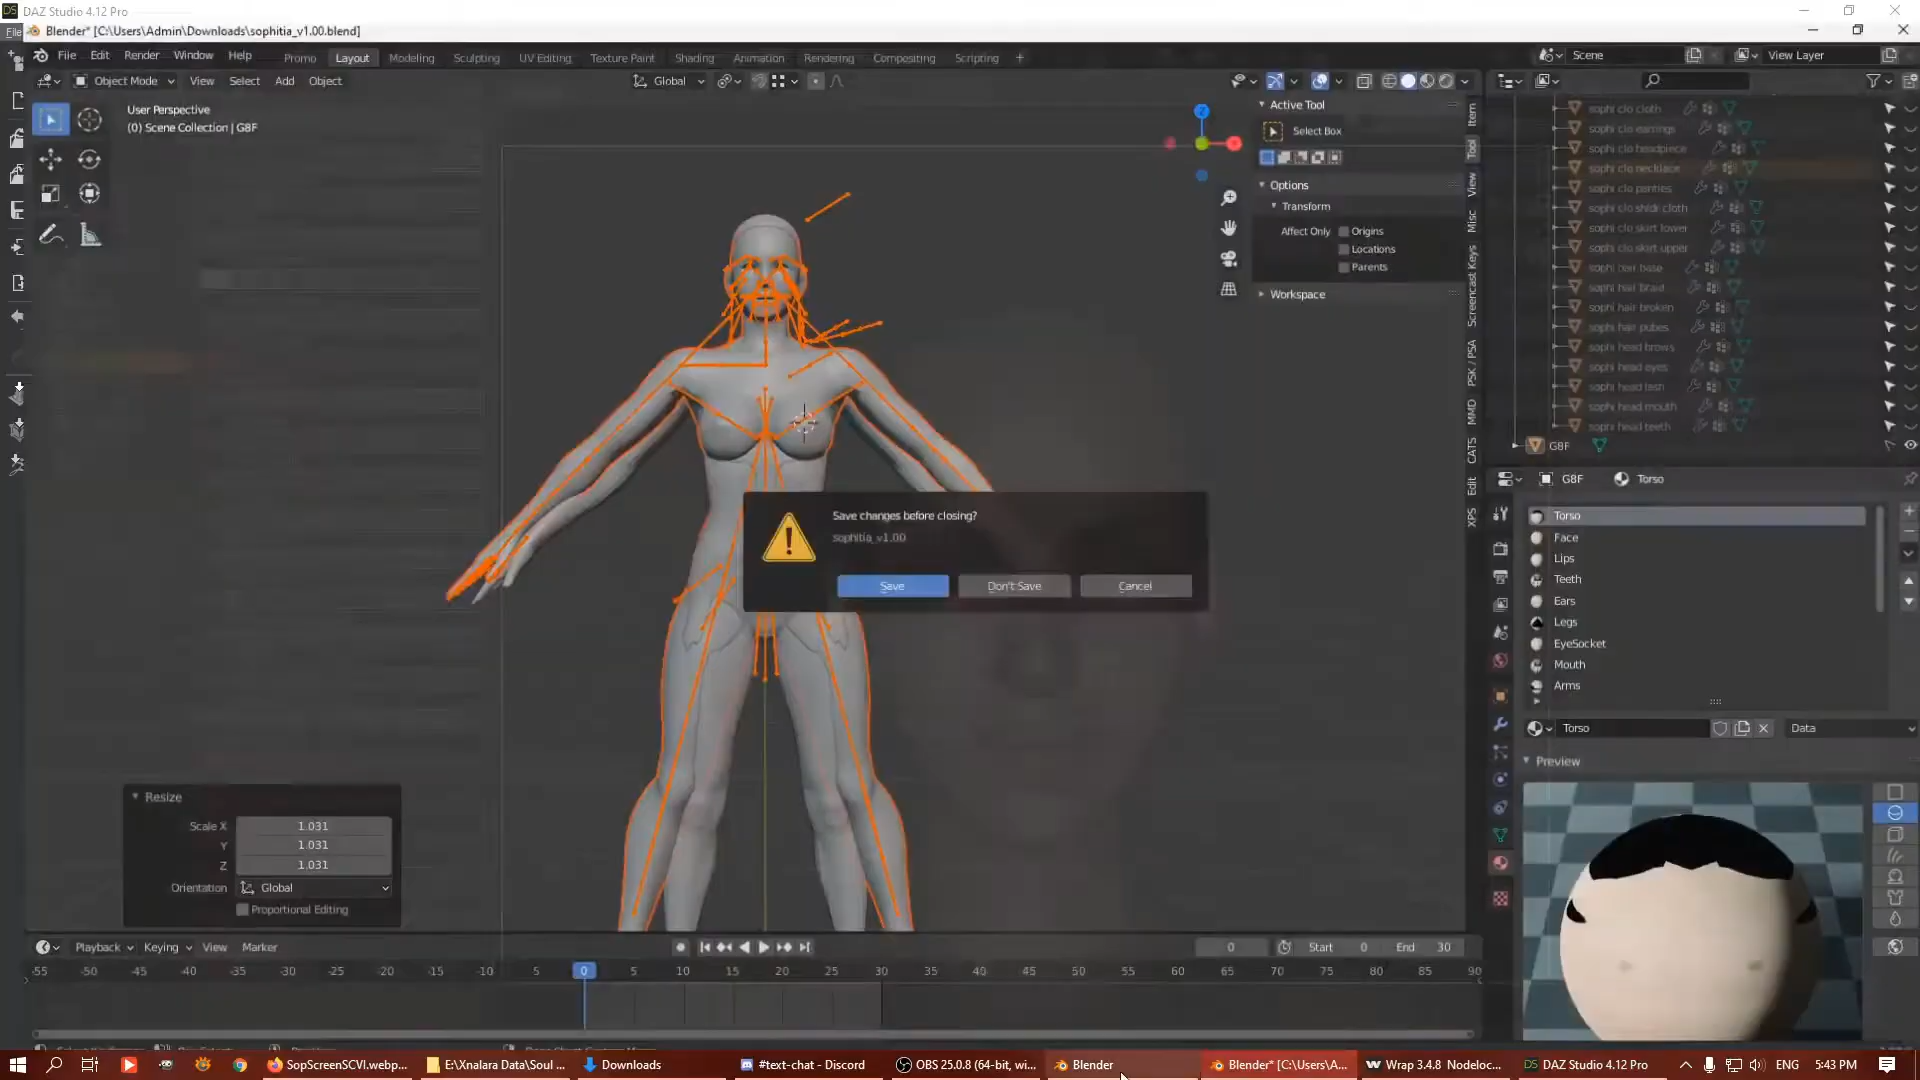 DAZ Studio 4.12 Pro
File
Blender* [C:\Users\Admin\Downloads\sophitia_v1.00.blend]
File Edit Render Window Help
Promo Layout Modeling Sculpting UV Editing Texture Paint Shading Animation Rendering Compositing Scripting +
Scene
View Layer
Object Mode View Select Add Object
Global
User Perspective
(0) Scene Collection | G8F
Active Tool
Select Box
Options
Transform
Affect Only Origins
Locations
Parents
Workspace
Item
Tool
View
Misc
Screencast Keys
PSK / PSA
MMD
CATS
Edit
XPS
sophi clo cloth
sophi clo earrings
sophi clo headpiece
sophi clo necklace
sophi clo panties
sophi clo shldr cloth
sophi clo skirt lower
sophi clo skirt upper
sophi hair base
sophi hair braid
sophi hair broken
sophi hair pubes
sophi head brows
sophi head eyes
sophi head lash
sophi head mouth
sophi head teeth
G8F
G8F Torso
Torso
Face
Lips
Teeth
Ears
Legs
EyeSocket
Mouth
Arms
Torso
Data
Preview
Save changes before closing?
sophitia_v1.00
Save Don't Save Cancel
Resize
Scale X 1.031
Y 1.031
Z 1.031
Orientation Global
Proportional Editing
Playback Keying View Marker
0 Start 0 End 30
-55 -50 -45 -40 -35 -30 -25 -20 -15 -10 5 0 5 10 15 20 25 30 35 40 45 50 55 60 65 70 75 80 85 90
SopScreenSCVI.webp...
E:\Xnalara Data\Soul ...
Downloads
#text-chat - Discord
OBS 25.0.8 (64-bit, wi...
Blender
Blender* [C:\Users\A...
Wrap 3.4.8 Nodeloc...
DAZ Studio 4.12 Pro
ENG
5:43 PM